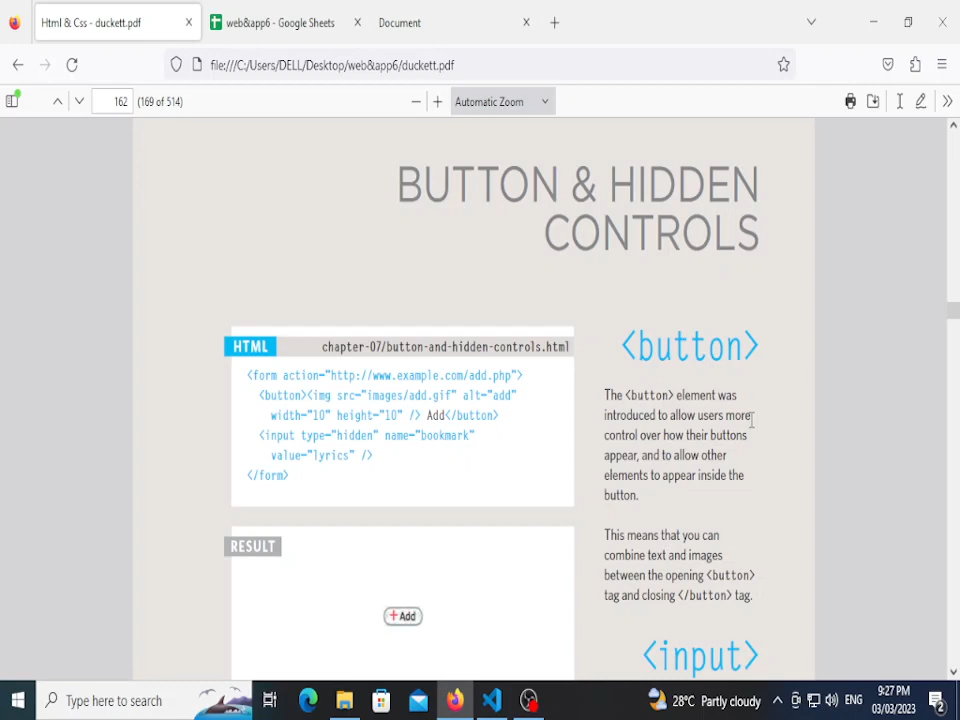 Html & Css - duckett.pdf
web&app6 - Google Sheets
Document
file:///C:/Users/DELL/Desktop/web&app6/duckett.pdf
162
(169 of 514)
Automatic Zoom
BUTTON & HIDDEN
CONTROLS
HTML
chapter-07/button-and-hidden-controls.html
<form action="http://www.example.com/add.php">
<button><img src="images/add.gif" alt="add"
width="10" height="10" /> Add</button>
<input type="hidden" name="bookmark"
value="lyrics" />
</form>
RESULT
Add
<button>
The <button> element was
introduced to allow users more
control over how their buttons
appear, and to allow other
elements to appear inside the
button.
This means that you can
combine text and images
between the opening <button>
tag and closing </button> tag.
<input>
Type here to search
28°C Partly cloudy
ENG
9:27 PM
03/03/2023
2